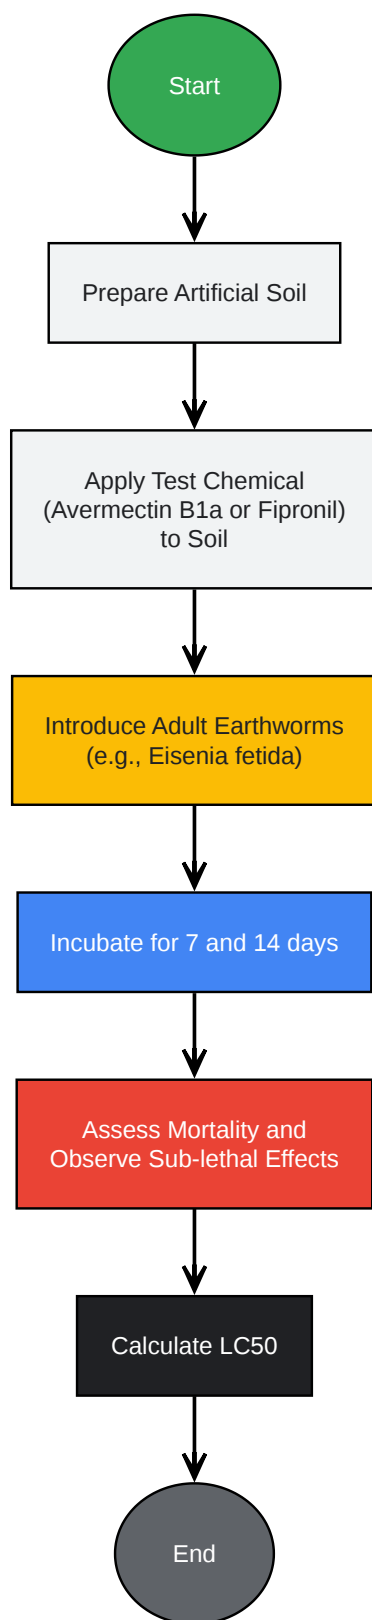 Start
Prepare Artificial Soil
Apply Test Chemical
(Avermectin B1a or Fipronil)
to Soil
Introduce Adult Earthworms
(e.g., Eisenia fetida)
Incubate for 7 and 14 days
Assess Mortality and
Observe Sub-lethal Effects
Calculate LC50
End